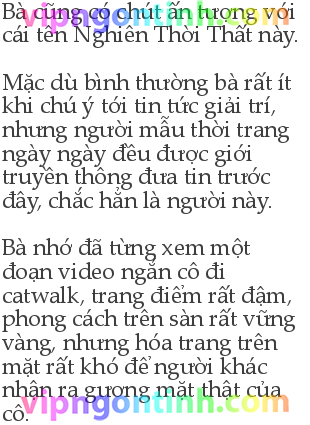 Bà cũng có chút ấn tượng với
cái tên Nghiên Thời Thất này.
Mặc dù bình thường bà rất ít
khi chú ý tới tin tức giải trí,
nhưng người mẫu thời trang
ngày ngày đều được giới
truyền thông đưa tin trước
đây, chắc hẳn là người này.
Bà nhớ đã từng xem một
đoạn video ngắn cô đi
catwalk, trang điểm rất đậm,
phong cách trên sàn rất vững
vàng, nhưng hóa trang trên
mặt rất khó để người khác
nhận ra gương mặt thật của
cô.
vipngontinh.com
vipngontinh.com